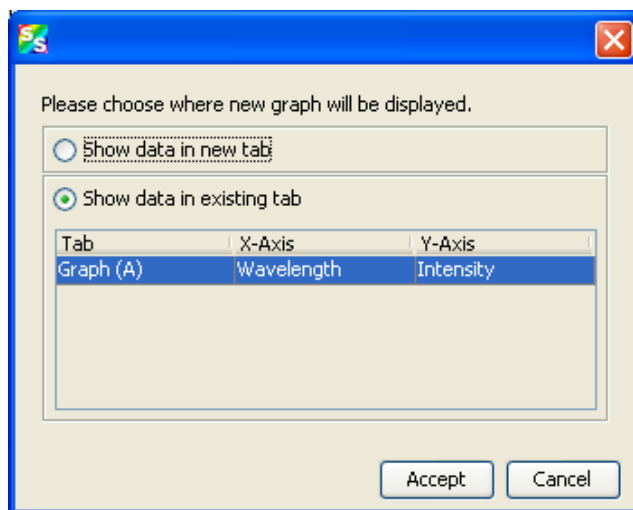 SS
Please choose where new graph will be displayed.
Show data in new tab
Show data in existing tab
Tab X-Axis Y-Axis
Graph (A) Wavelength Intensity
Accept Cancel